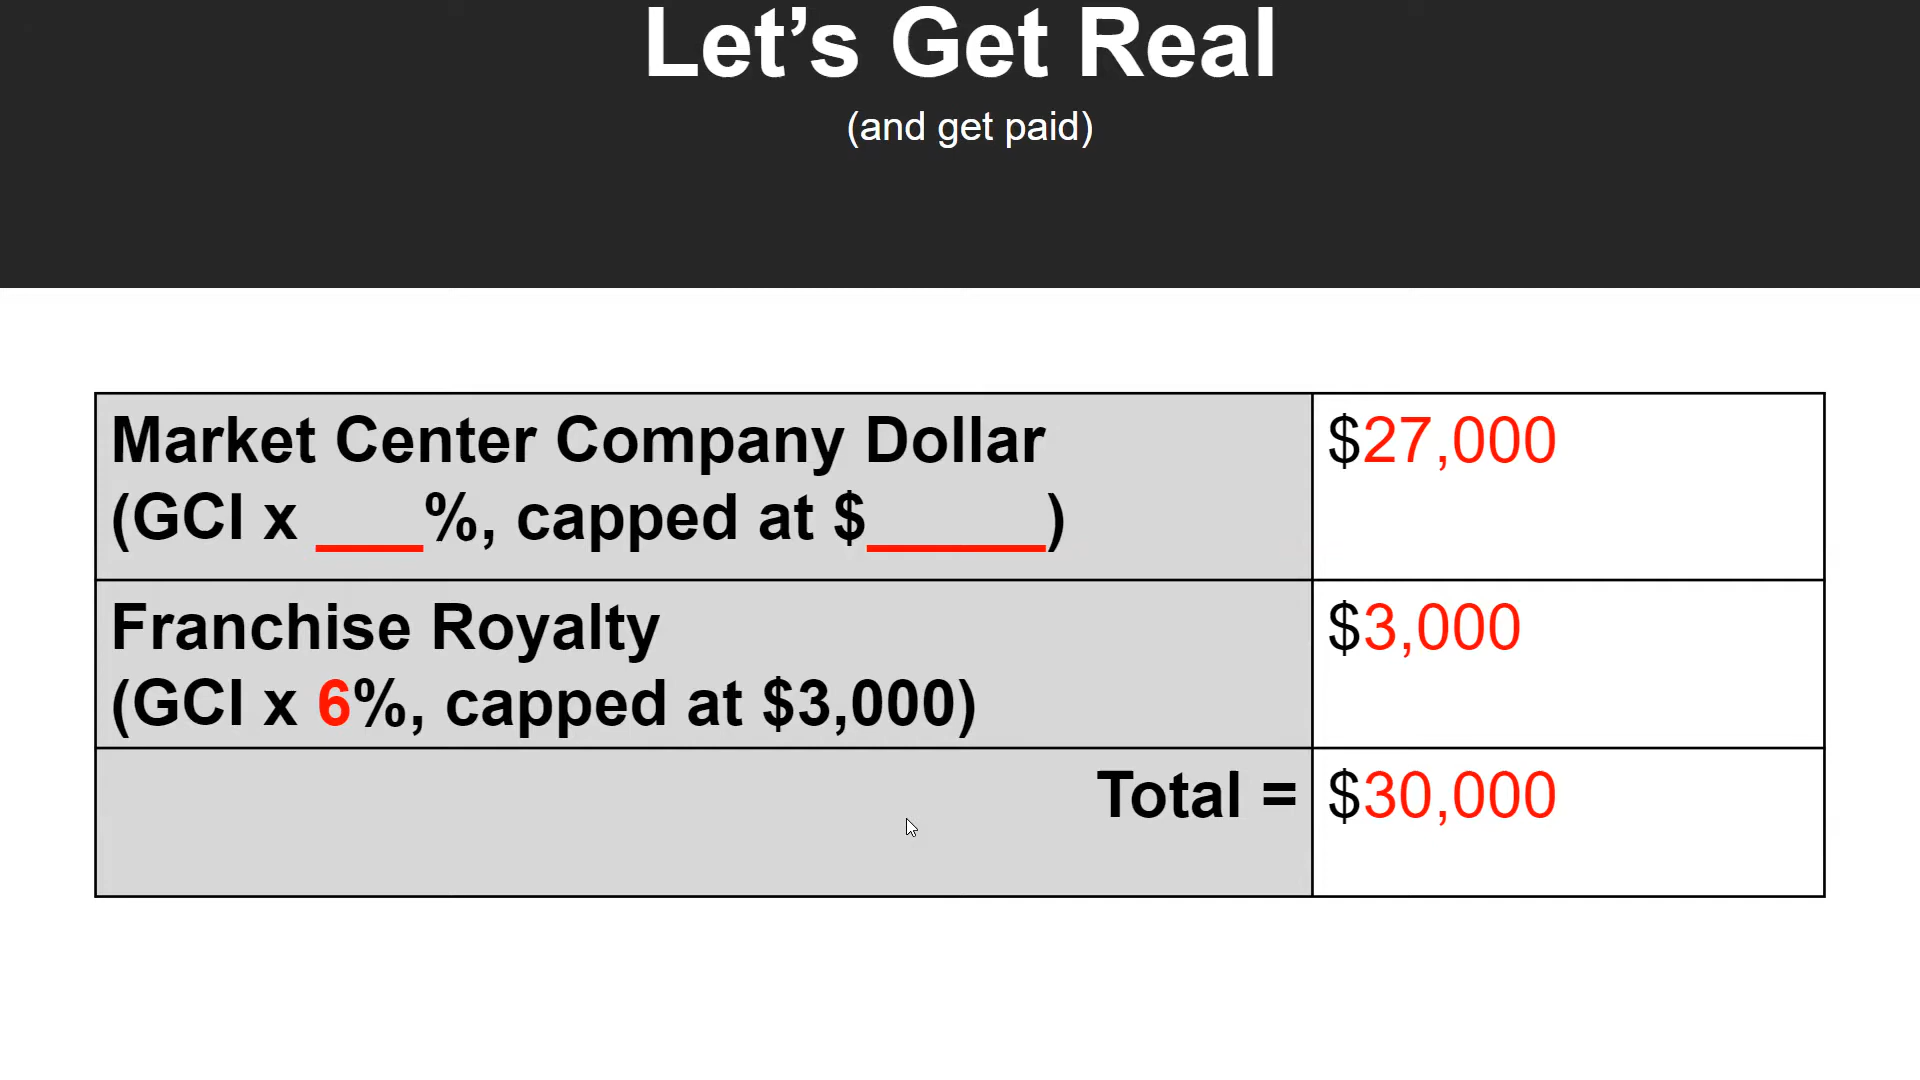 Let’s Get Real
(and get paid)
Market Center Company Dollar
(GCI x ___%, capped at $_____)
$27,000
Franchise Royalty
(GCI x 6%, capped at $3,000)
$3,000
Total =
$30,000